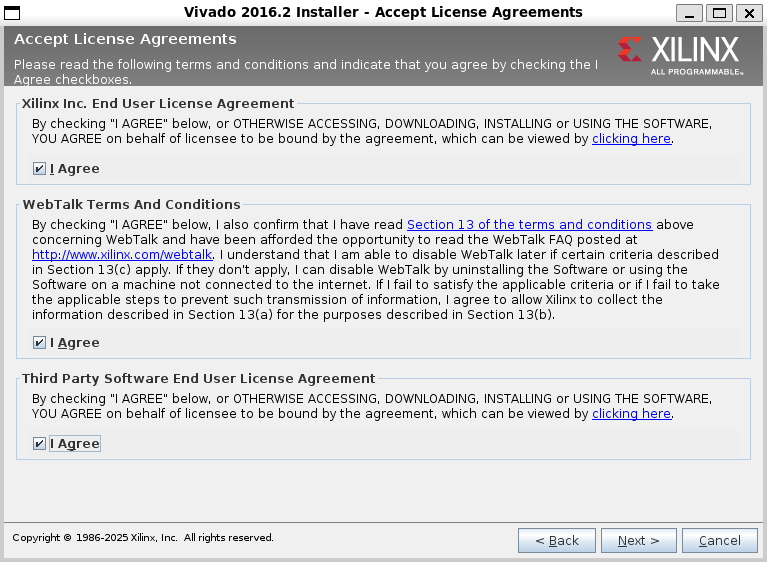 Vivado 2016.2 Installer - Accept License Agreements
Accept License Agreements
Please read the following terms and conditions and indicate that you agree by checking the I
Agree checkboxes.
XILINX
ALL PROGRAMMABLE™
Xilinx Inc. End User License Agreement
By checking "I AGREE" below, or OTHERWISE ACCESSING, DOWNLOADING, INSTALLING or USING THE SOFTWARE,
YOU AGREE on behalf of licensee to be bound by the agreement, which can be viewed by clicking here.
I Agree
WebTalk Terms And Conditions
By checking "I AGREE" below, I also confirm that I have read Section 13 of the terms and conditions above
concerning WebTalk and have been afforded the opportunity to read the WebTalk FAQ posted at
http://www.xilinx.com/webtalk. I understand that I am able to disable WebTalk later if certain criteria described
in Section 13(c) apply. If they don't apply, I can disable WebTalk by uninstalling the Software or using the
Software on a machine not connected to the internet. If I fail to satisfy the applicable criteria or if I fail to take
the applicable steps to prevent such transmission of information, I agree to allow Xilinx to collect the
information described in Section 13(a) for the purposes described in Section 13(b).
I Agree
Third Party Software End User License Agreement
By checking "I AGREE" below, or OTHERWISE ACCESSING, DOWNLOADING, INSTALLING or USING THE SOFTWARE,
YOU AGREE on behalf of licensee to be bound by the agreement, which can be viewed by clicking here.
I Agree
Copyright © 1986-2025 Xilinx, Inc. All rights reserved.
< Back
Next >
Cancel